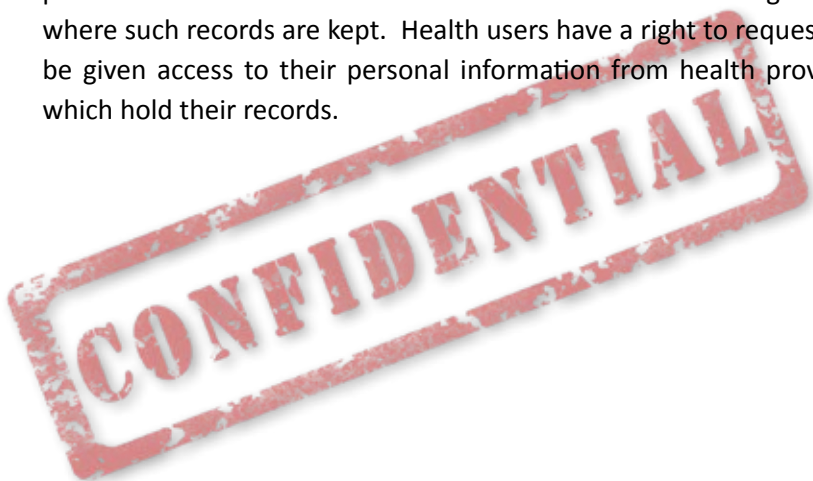 where such records are kept. Health users have a right to reques
be given access to their personal information from health prov
which hold their records.
CONFIDENTIAL